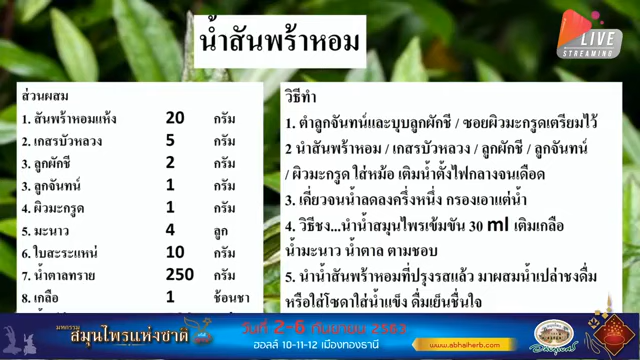 น้ำสันพร้าหอม
LIVE
STREAMING
ส่วนผสม
1. สันพร้าหอมแห้ง 20 กรัม
2. เกสรบัวหลวง 5 กรัม
3. ลูกผักชี 2 กรัม
3. ลูกจันทน์ 1 กรัม
4. ผิวมะกรูด 1 กรัม
5. มะนาว 4 ลูก
6. ใบสะระแหน่ 10 กรัม
7. น้ำตาลทราย 250 กรัม
8. เกลือ 1 ช้อนชา
วิธีทำ
1. ตำลูกจันทน์และบุบลูกผักชี / ซอยผิวมะกรูดเตรียมไว้
2 นำสันพร้าหอม / เกสรบัวหลวง / ลูกผักชี / ลูกจันทน์
/ ผิวมะกรูด ใส่หม้อ เติมน้ำตั้งไฟกลางจนเดือด
3. เคี่ยวจนน้ำลดลงครึ่งหนึ่ง กรองเอาแต่น้ำ
4. วิธีชง...นำน้ำสมุนไพรเข้มขัน 30 ml เติมเกลือ
น้ำมะนาว น้ำตาล ตามชอบ
5. นำน้ำสันพร้าหอมที่ปรุงรสแล้ว มาผสมน้ำเปล่าชงดื่ม
หรือใส่โซดาใส่น้ำแข็ง ดื่มเย็นชื่นใจ
มหกรรม
สมุนไพรแห่งชาติ
วันที่ 2-6 กันยายน 2563
ฮอลล์ 10-11-12 เมืองทองธานี
www.abhaiherb.com